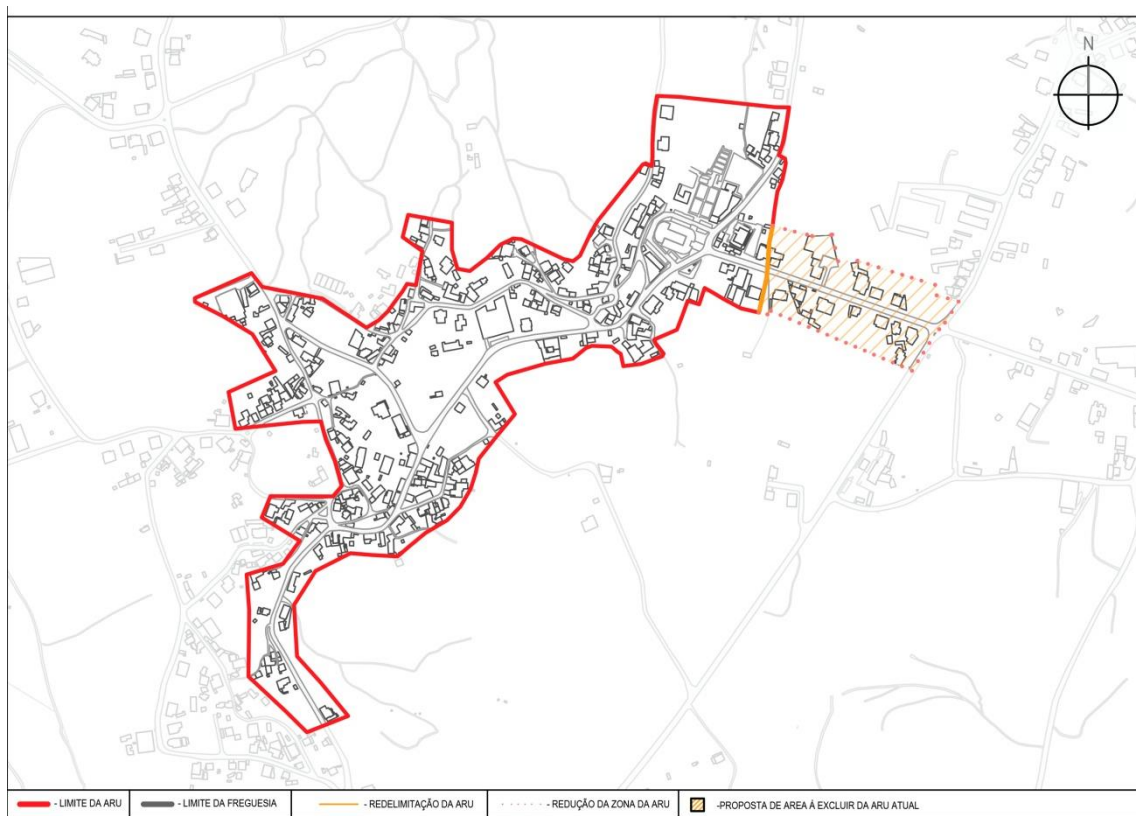 N
- LIMITE DA ARU
- LIMITE DA FREGUESIA
- REDELIMITAÇÃO DA ARU
- REDUÇÃO DA ZONA DA ARU
-PROPOSTA DE AREA Á EXCLUIR DA ARU ATUAL